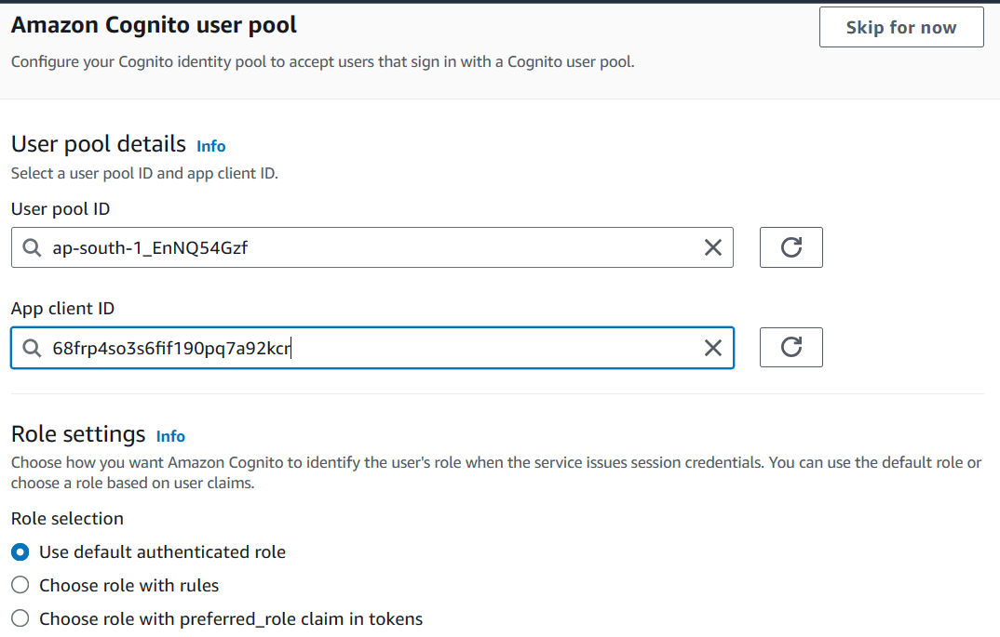 Amazon Cognito user pool
Skip for now
Configure your Cognito identity pool to accept users that sign in with a Cognito user pool.
User pool details Info
Select a user pool ID and app client ID.
User pool ID
ap-south-1_EnNQ54Gzf
App client ID
68frp4so3s6fif190pq7a92kcr
Role settings Info
Choose how you want Amazon Cognito to identify the user's role when the service issues session credentials. You can use the default role or
choose a role based on user claims.
Role selection
Use default authenticated role
Choose role with rules
Choose role with preferred_role claim in tokens